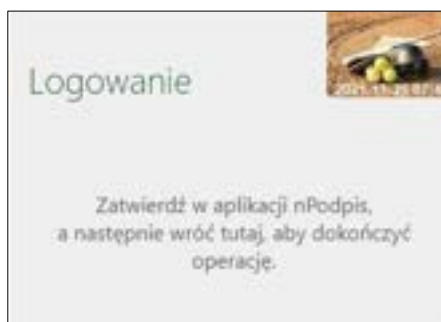 Logowanie
Zatwierdź w aplikacji nPodpis,
a następnie wróć tutaj, aby dokończyć
operację.